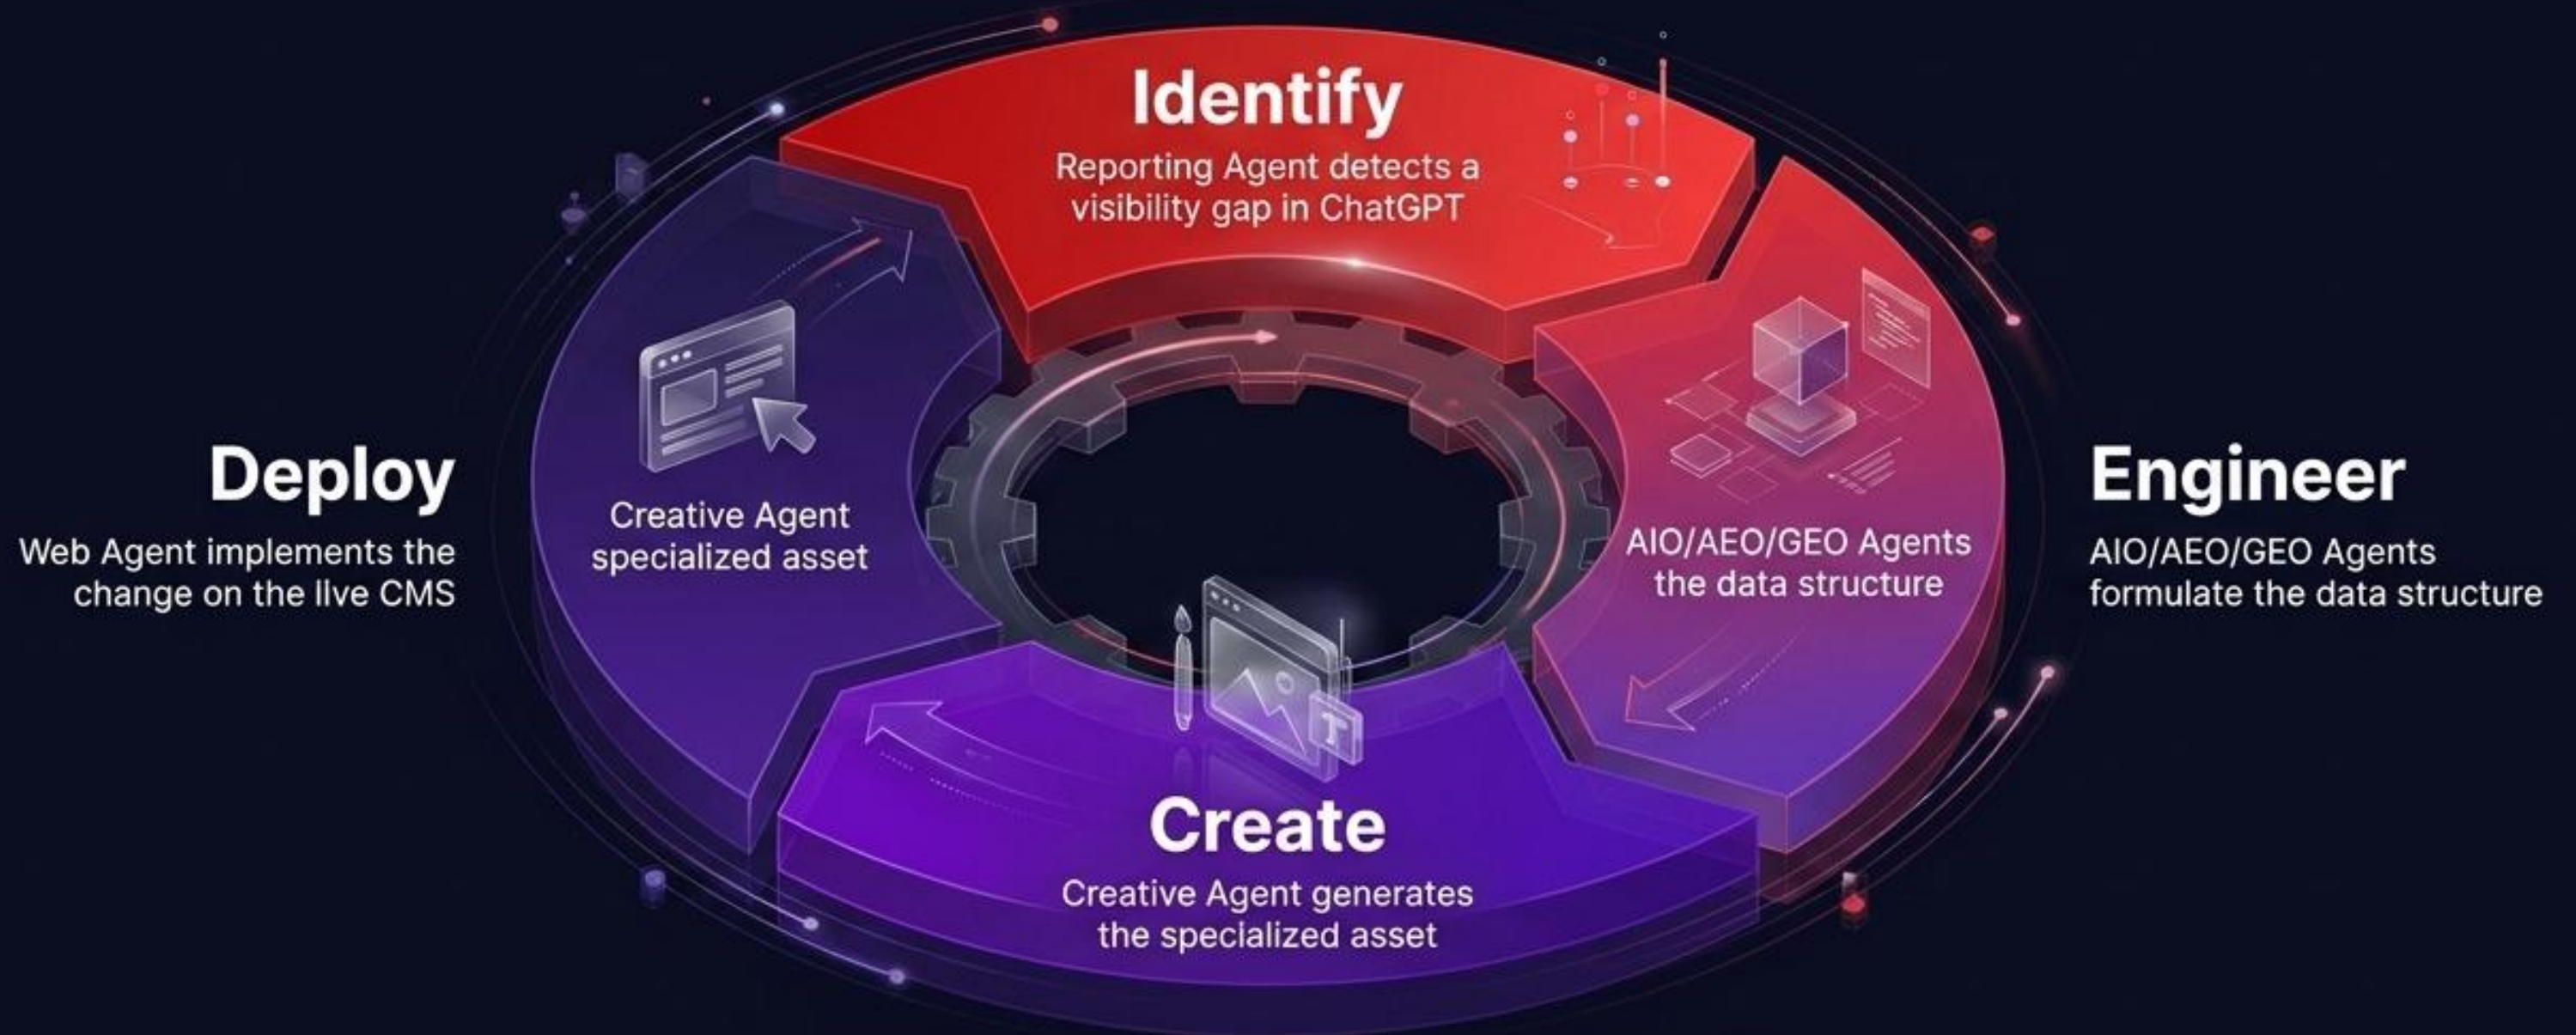 Identify
Reporting Agent detects a
visibility gap in ChatGPT
Deploy
Web Agent implements the
change on the live CMS
Creative Agent
specialized asset
AIO/AEO/GEO Agents
the data structure
Engineer
AIO/AEO/GEO Agents
formulate the data structure
T
Create
Creative Agent generates
the specialized asset